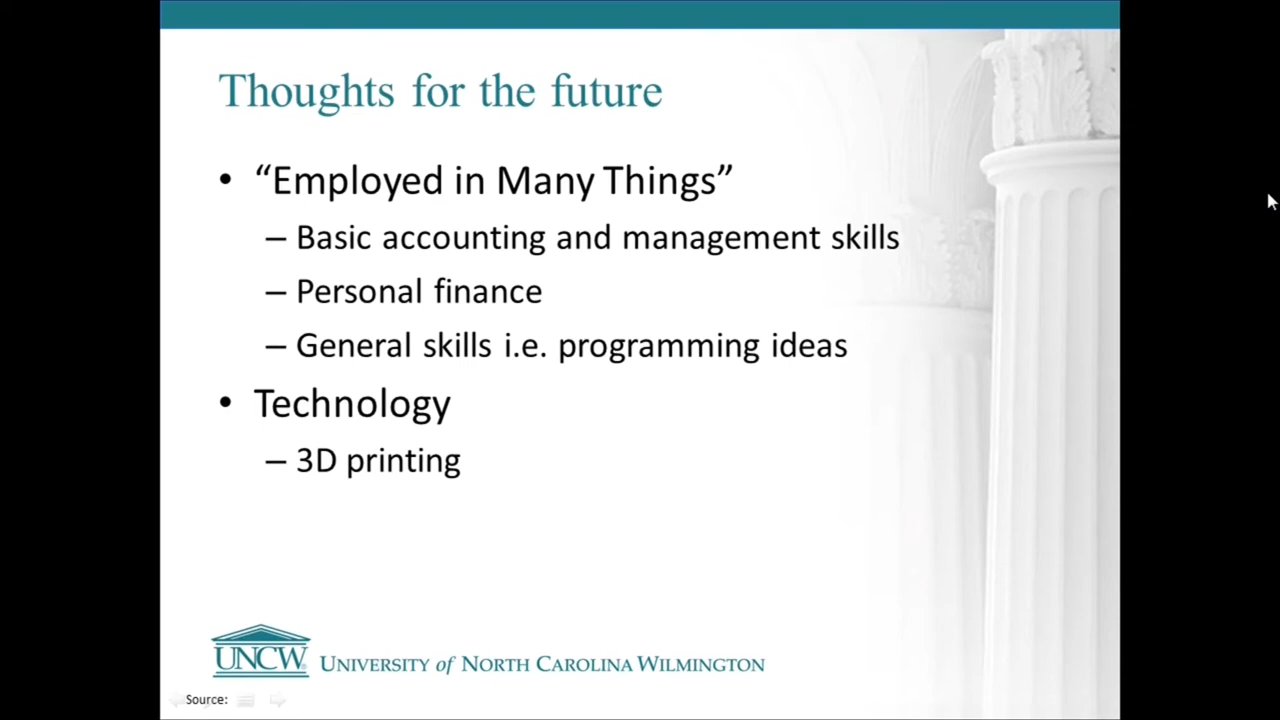 Thoughts for the future
• “Employed in Many Things”
– Basic accounting and management skills
– Personal finance
– General skills i.e. programming ideas
• Technology
– 3D printing
UNCW
UNIVERSITY of NORTH CAROLINA WILMINGTON
Source: